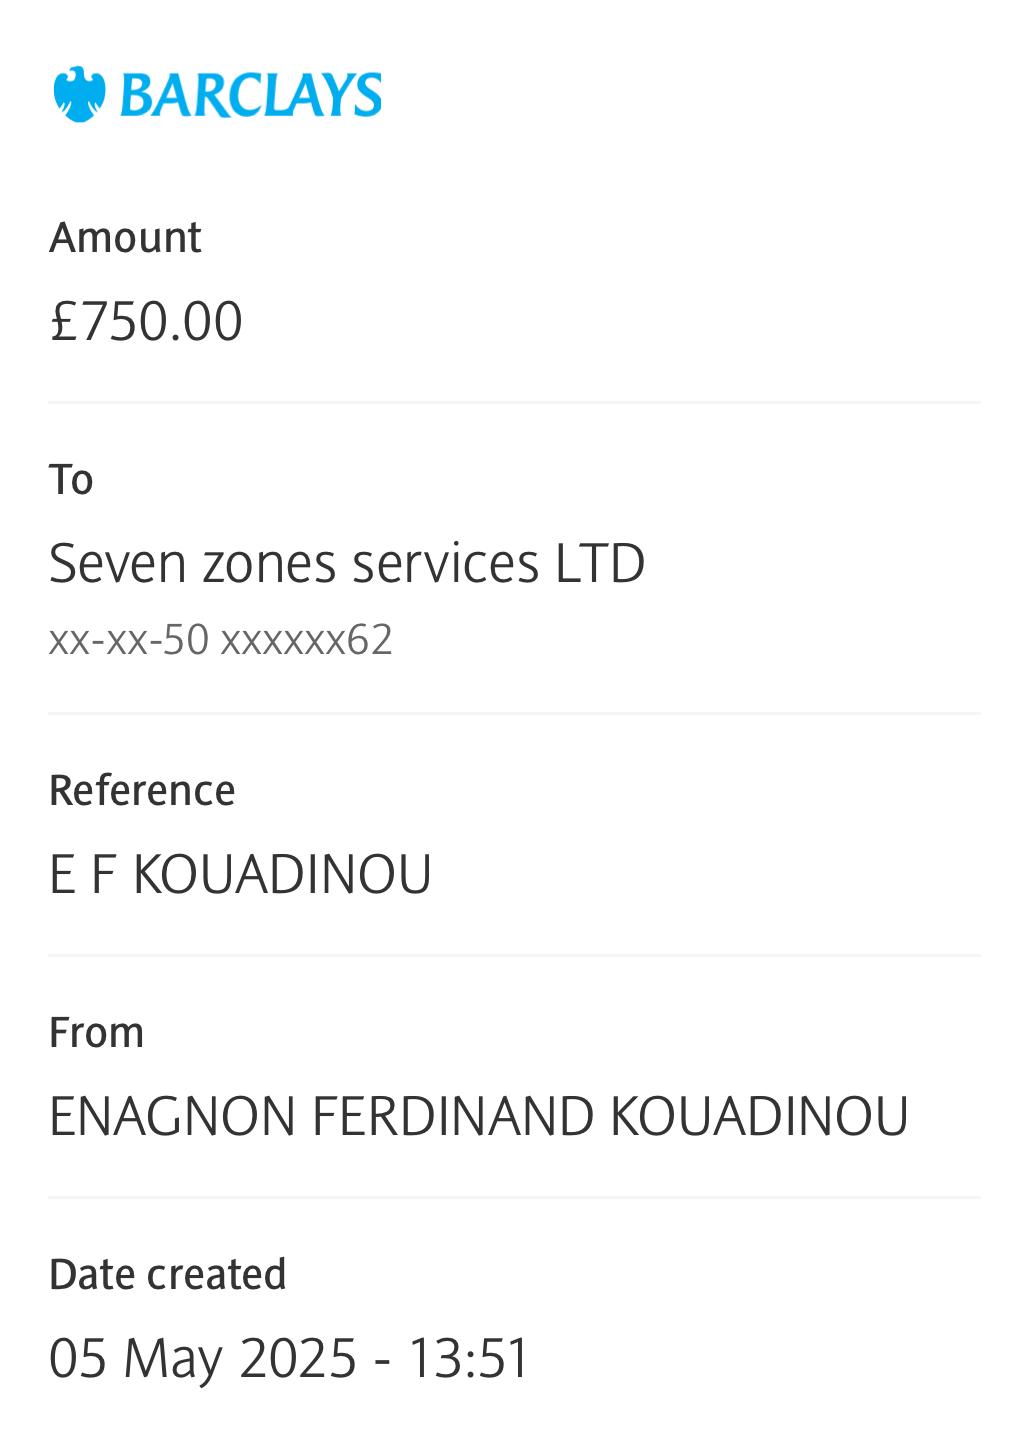 BARCLAYS
Amount
£750.00
To
Seven zones services LTD
xx-xx-50 xxxxxx62
Reference
E F KOUADINOU
From
ENAGNON FERDINAND KOUADINOU
Date created
05 May 2025 - 13:51